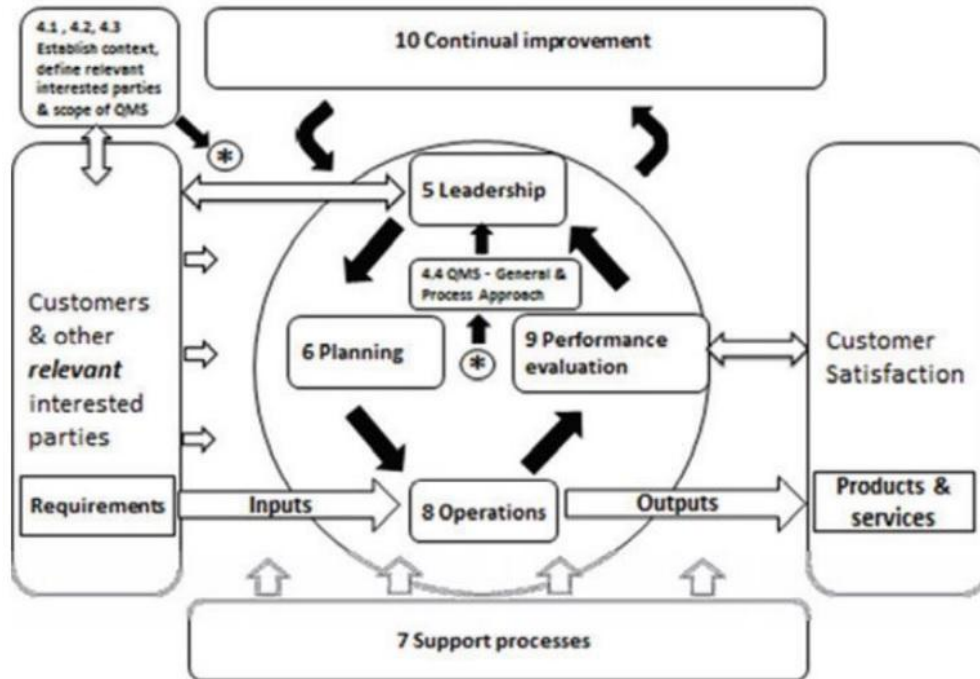 4.1 , 4.2, 4.3
Establish context,
define relevant
interested parties
& scope of QMS
10 Continual improvement
*
5 Leadership
4.4 QMS - General &
Process Approach
Customers
& other
relevant
interested
parties
6 Planning
*
9 Performance
evaluation
Customer
Satisfaction
Requirements
Inputs
8 Operations
Outputs
Products &
services
7 Support processes